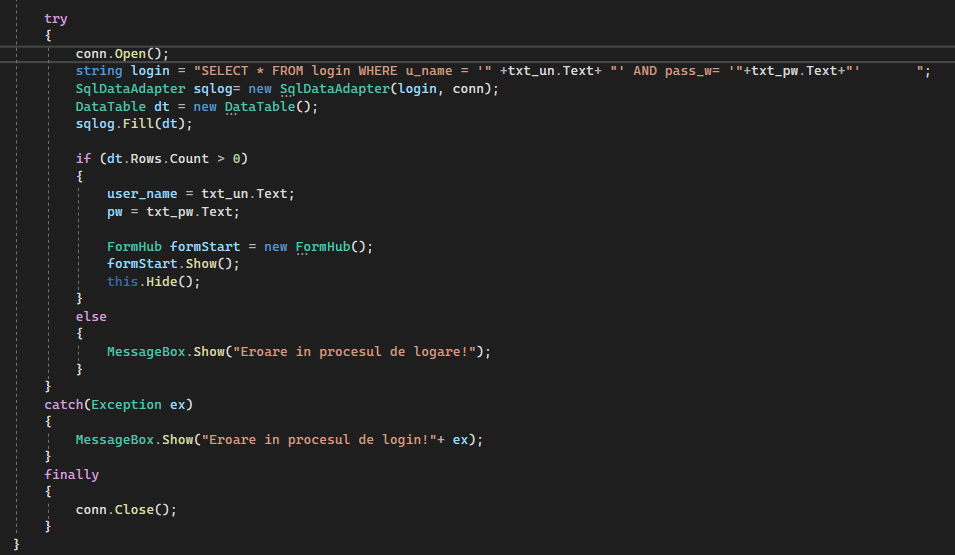 try
{
conn.Open();
string login = "SELECT * FROM login WHERE u_name = '" +txt_un.Text+ "' AND pass_w= '"+txt_pw.Text+"'       ";
SqlDataAdapter sqlog= new SqlDataAdapter(login, conn);
DataTable dt = new DataTable();
sqlog.Fill(dt);
if (dt.Rows.Count > 0)
{
user_name = txt_un.Text;
pw = txt_pw.Text;
FormHub formStart = new FormHub();
formStart.Show();
this.Hide();
}
else
{
MessageBox.Show("Eroare in procesul de logare!");
}
}
catch(Exception ex)
{
MessageBox.Show("Eroare in procesul de login!"+ ex);
}
finally
{
conn.Close();
}
}